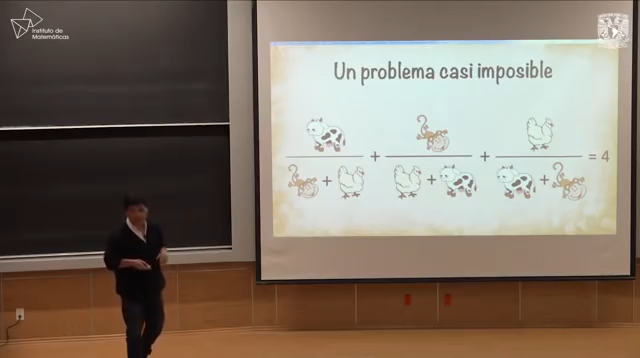 Instituto de
Matemáticas
Un problema casi imposible
+ + = 4
+ + +